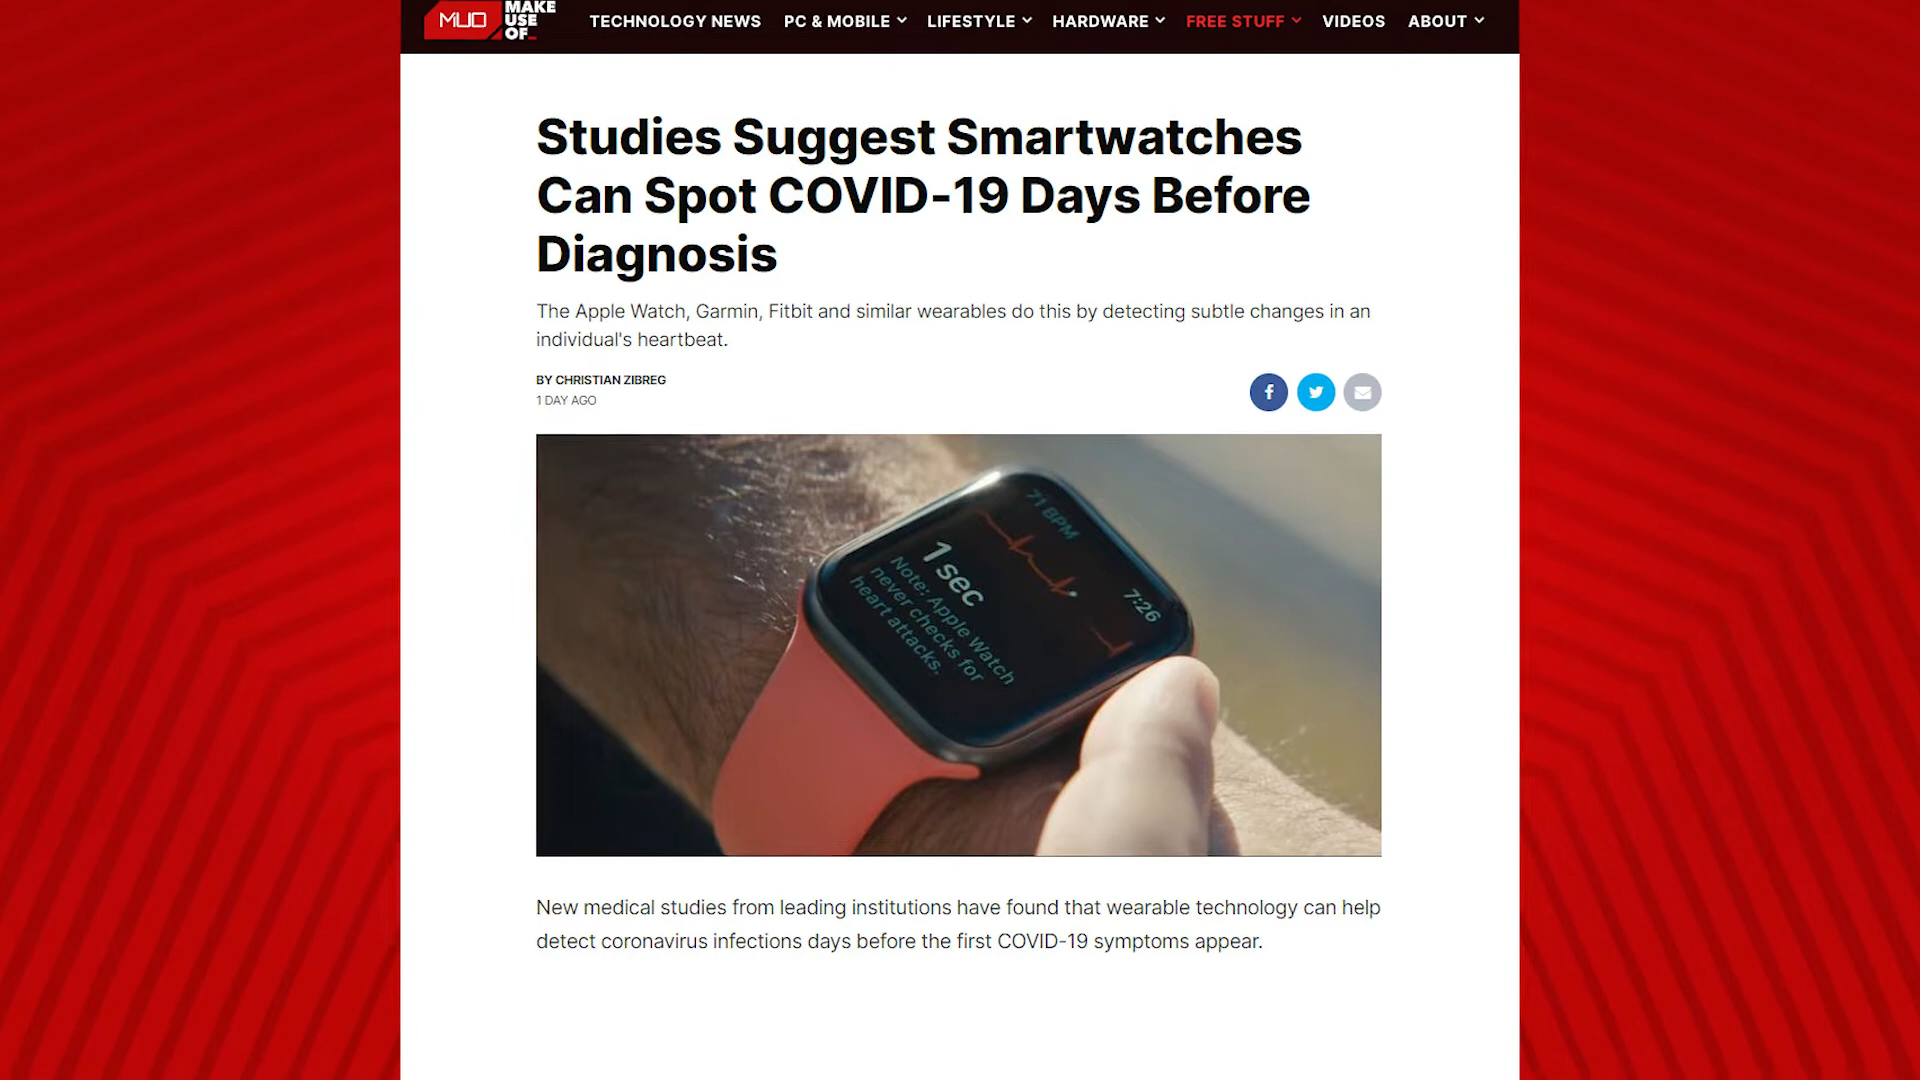 MUO MAKE
USE
OF_
TECHNOLOGY NEWS PC & MOBILE LIFESTYLE HARDWARE FREE STUFF VIDEOS ABOUT
Studies Suggest Smartwatches
Can Spot COVID-19 Days Before
Diagnosis
The Apple Watch, Garmin, Fitbit and similar wearables do this by detecting subtle changes in an
individual's heartbeat.
BY CHRISTIAN ZIBREG
1 DAY AGO
f
71 BPM
7:26
1 sec
Note: Apple Watch
never checks for
heart attacks.
New medical studies from leading institutions have found that wearable technology can help
detect coronavirus infections days before the first COVID-19 symptoms appear.